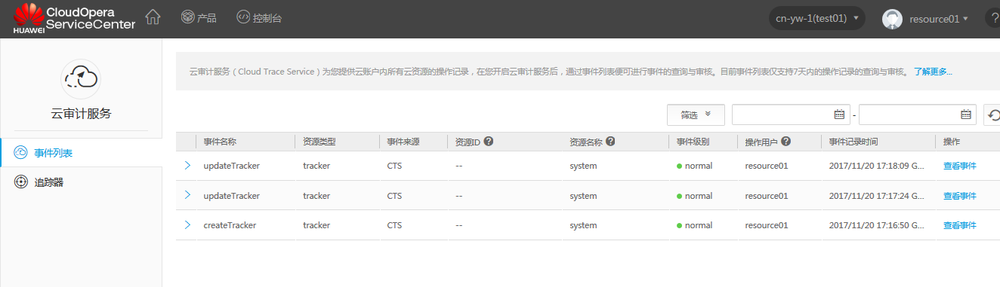 HUAWEI
CloudOpera
ServiceCenter
产品
控制台
cn-yw-1(test01)
resource01
?
云审计服务
事件列表
追踪器
云审计服务（Cloud Trace Service）为您提供云账户内所有云资源的操作记录，在您开启云审计服务后，通过事件列表便可进行事件的查询与审核。目前事件列表仅支持7天内的操作记录的查询与审核。 了解更多...
筛选
-
事件名称 资源类型 事件来源 资源ID ? 资源名称 ? 事件级别 操作用户 ? 事件记录时间 操作
updateTracker tracker CTS -- system normal resource01 2017/11/20 17:18:09 G... 查看事件
updateTracker tracker CTS -- system normal resource01 2017/11/20 17:17:24 G... 查看事件
createTracker tracker CTS -- system normal resource01 2017/11/20 17:16:50 G... 查看事件